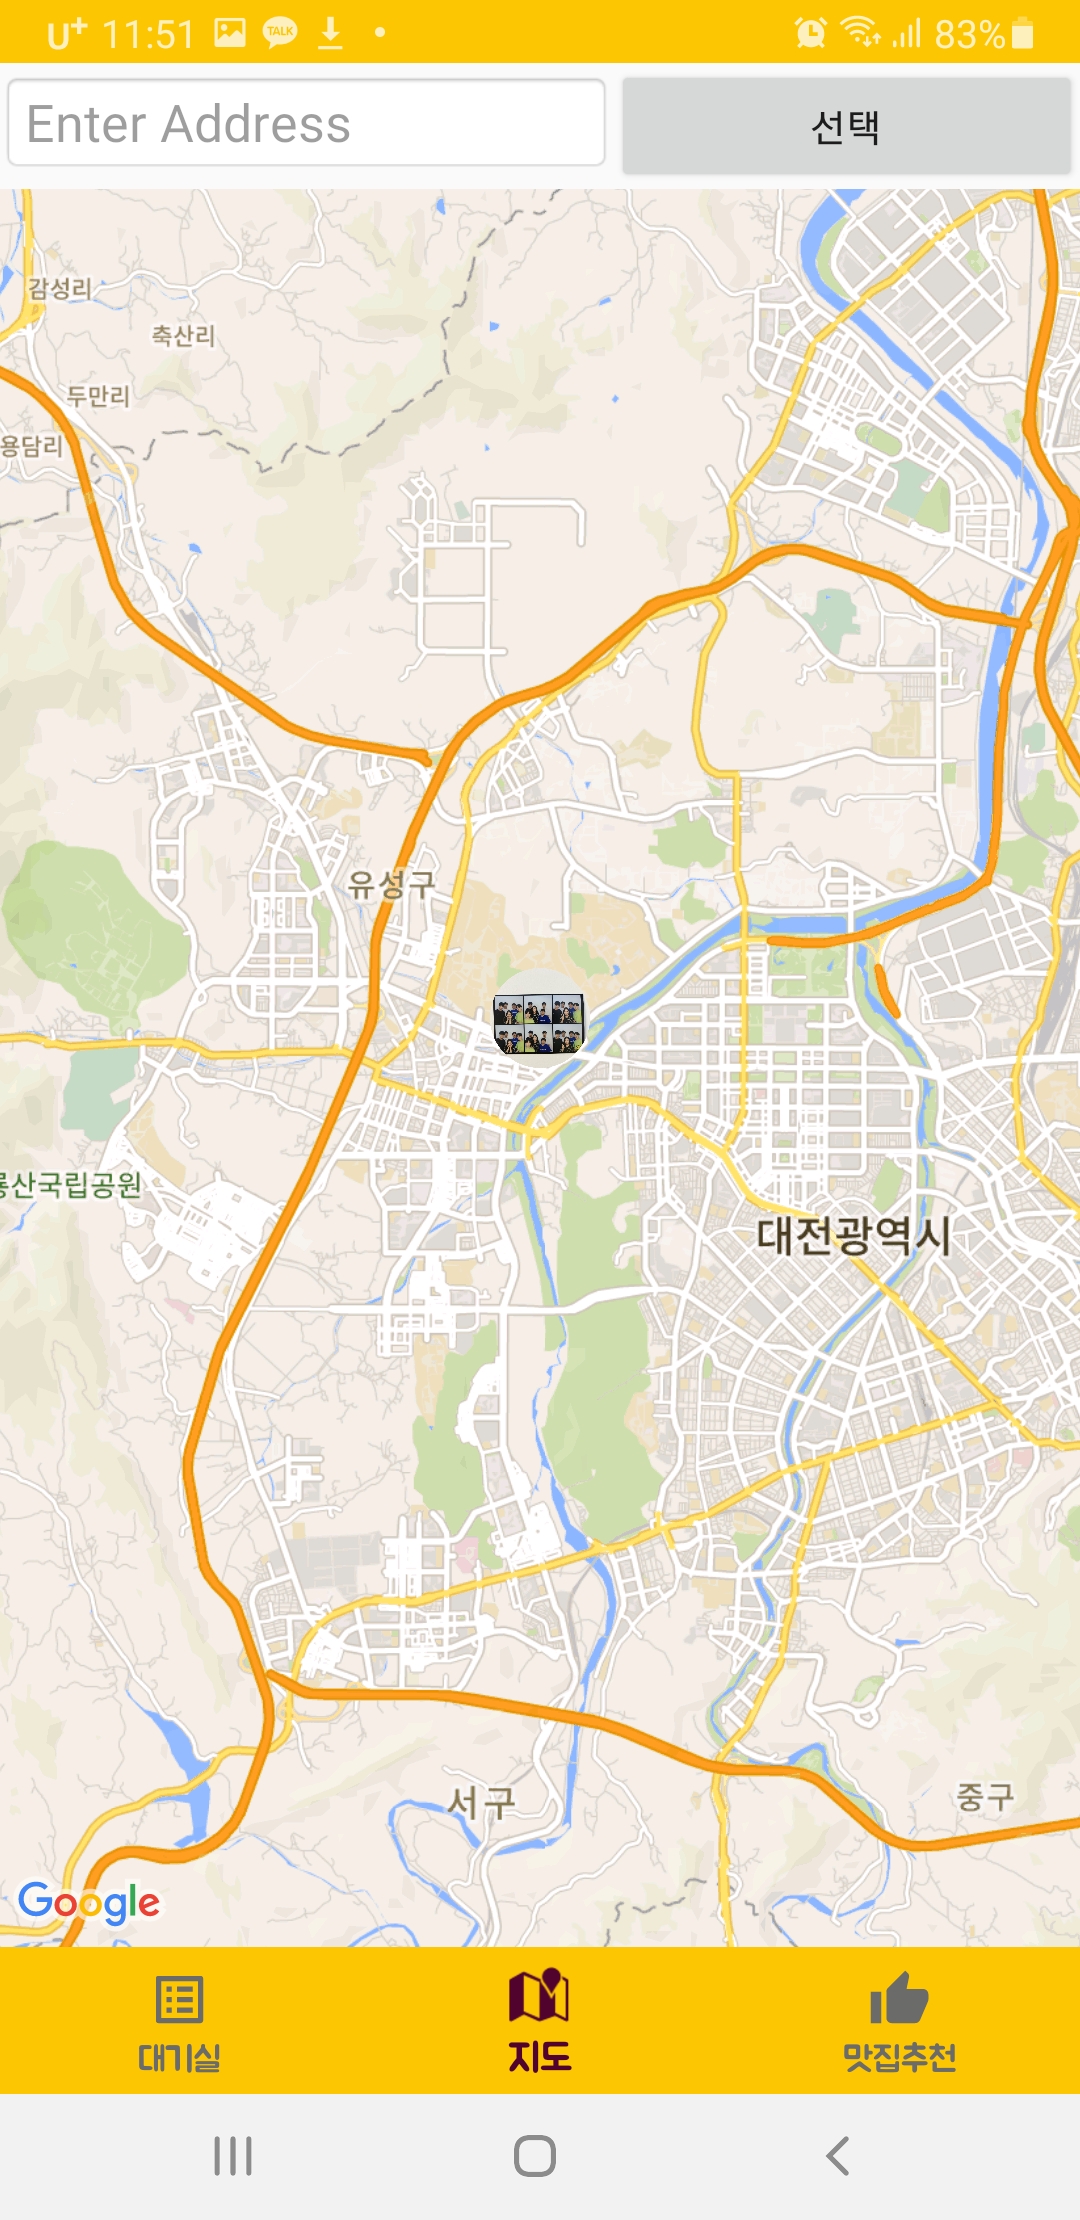 U+ 11:51 TALK 83%
Enter Address
선택
감성리
축산리
두만리
용담리
유성구
룡산국립공원
대전광역시
서구
중구
Google
대기실
지도
맛집추천